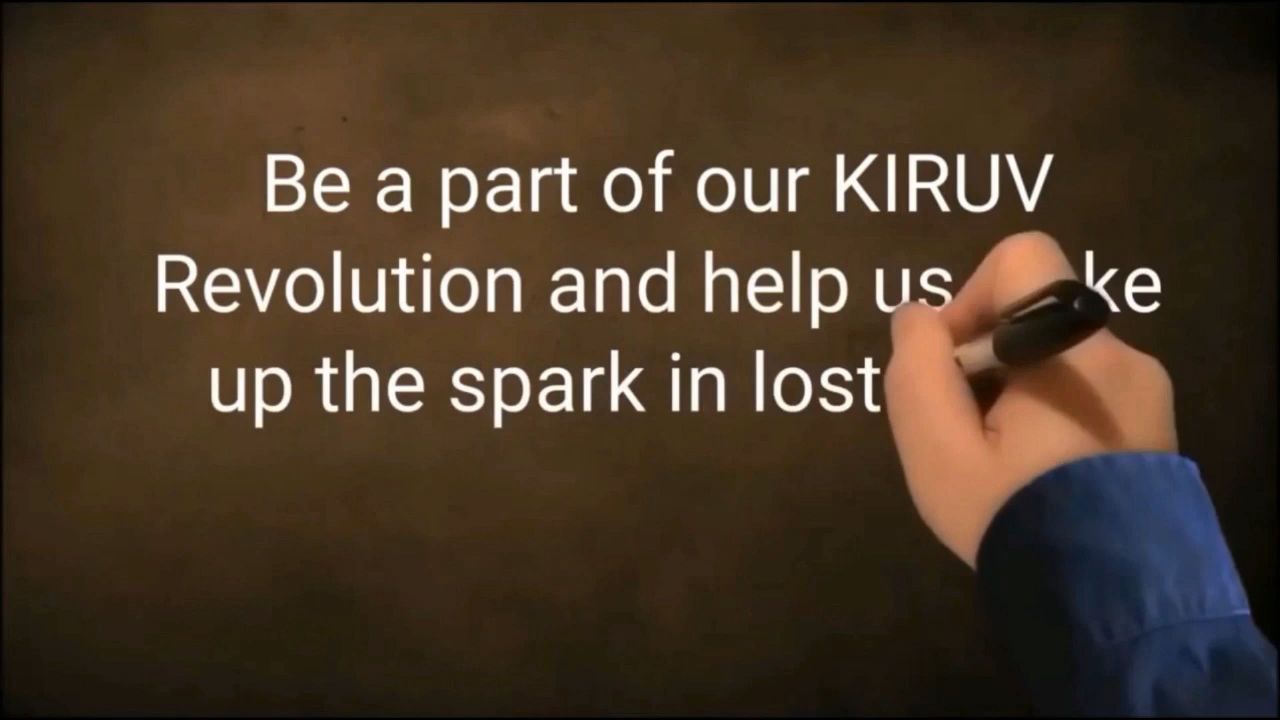 Be a part of our KIRUV
Revolution and help us
up the spark in lost